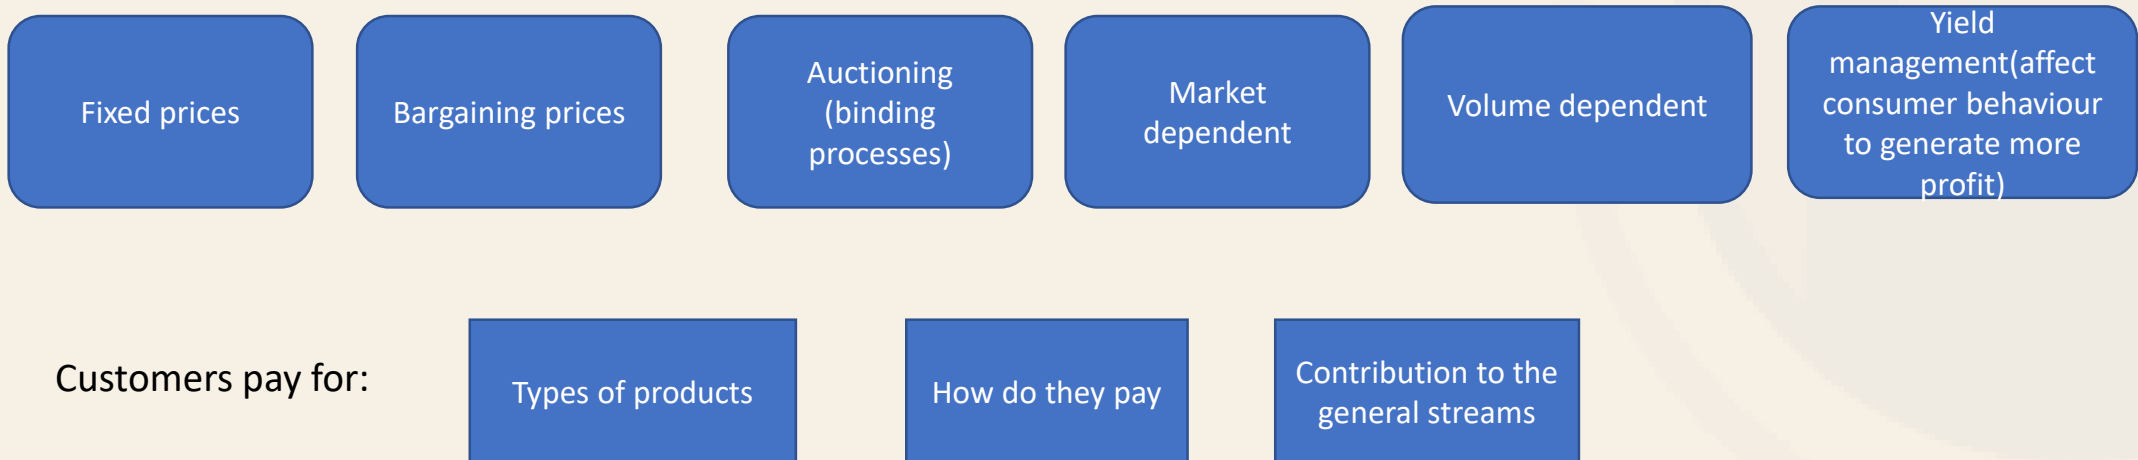 Fixed prices
Bargaining prices
Auctioning
(binding
processes)
Market
dependent
Volume dependent
Yield
management(affect
consumer behaviour
to generate more
profit)
Customers pay for:
Types of products
How do they pay
Contribution to the
general streams